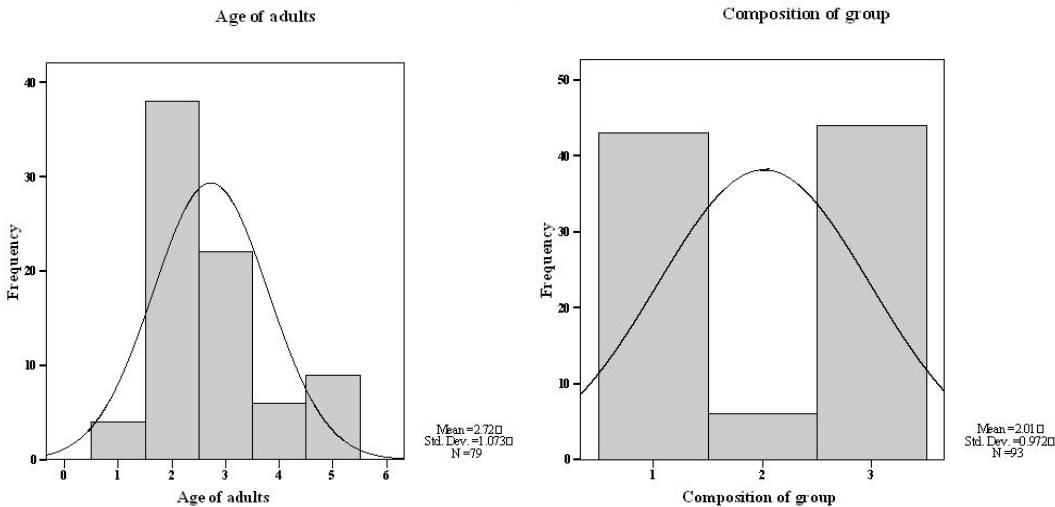 Age of adults
40
30
20
10
0
Frequency
0 1 2 3 4 5 6
Age of adults
Mean =2.72□
Std. Dev. =1.073□
N =79
Composition of group
50
40
30
20
10
0
Frequency
1 2 3
Composition of group
Mean =2.01□
Std. Dev. =0.972□
N =93